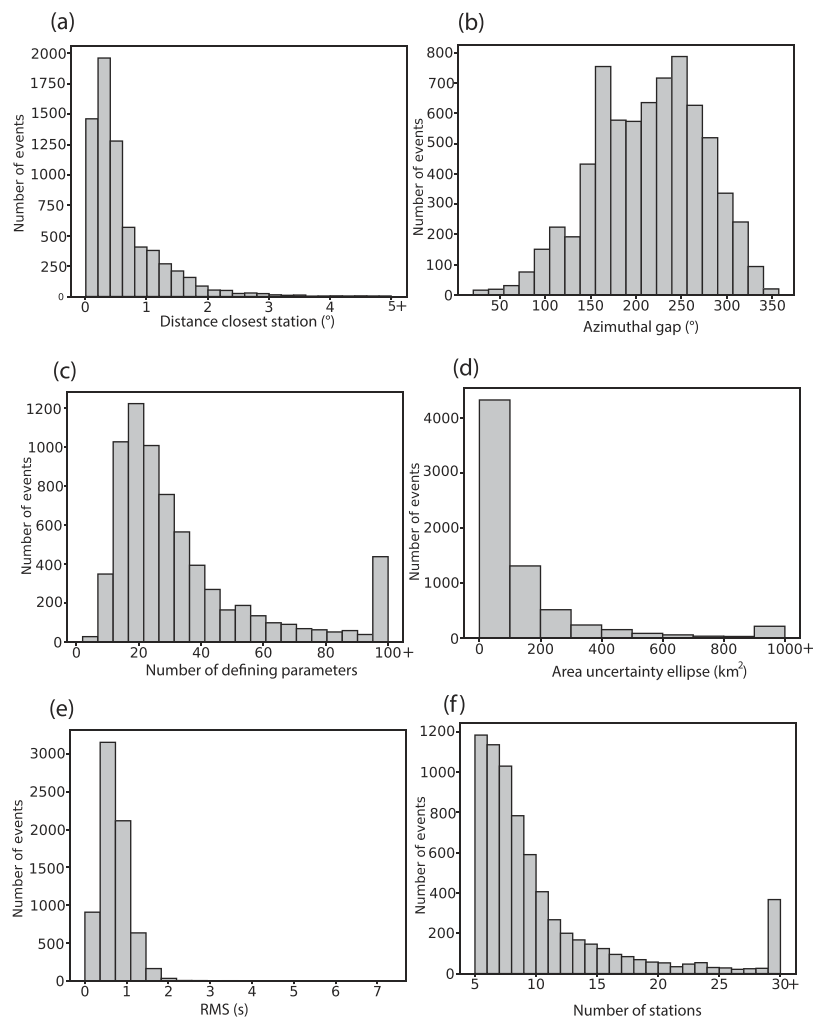 (a)
Number of events
2000
1750
1500
1250
1000
750
500
250
0
0 1 2 3 4 5+
Distance closest station (°)
(b)
Number of events
800
700
600
500
400
300
200
100
0
50 100 150 200 250 300 350
Azimuthal gap (°)
(c)
Number of events
1200
1000
800
600
400
200
0
0 20 40 60 80 100+
Number of defining parameters
(d)
Number of events
4000
3000
2000
1000
0
0 200 400 600 800 1000+
Area uncertainty ellipse (km²)
(e)
Number of events
3000
2500
2000
1500
1000
500
0
0 1 2 3 4 5 6 7
RMS (s)
(f)
Number of events
1200
1000
800
600
400
200
0
5 10 15 20 25 30+
Number of stations